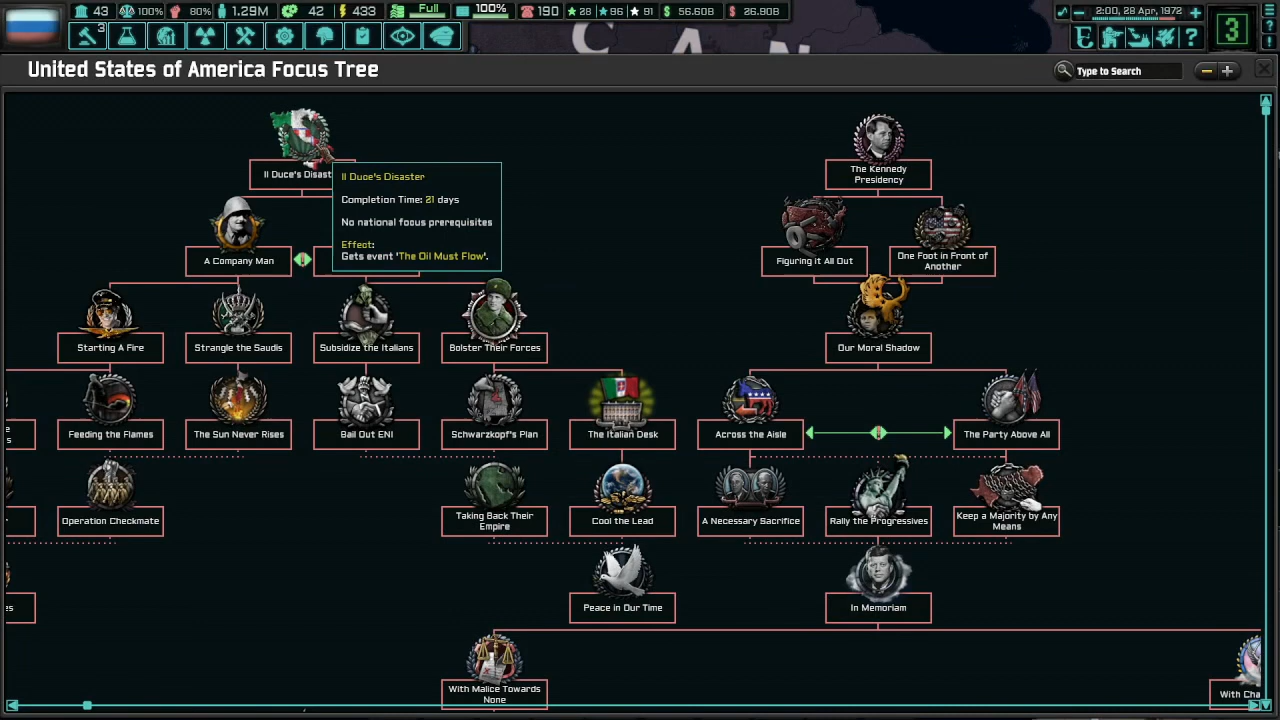 43
100%
80%
1.29M
42
433
Full
100%
190
28
96
91
56.60B
26.90B
2:00, 28 Apr, 1972
3
3
C A N
United States of America Focus Tree
Type to Search
Il Duce's Disast
The Kennedy
Presidency
Il Duce's Disaster
Completion Time: 21 days
No national focus prerequisites
Effect:
Gets event 'The Oil Must Flow'.
A Company Man
Figuring it All Out
One Foot in Front of
Another
Starting A Fire
Strangle the Saudis
Subsidize the Italians
Bolster Their Forces
Our Moral Shadow
Feeding the Flames
The Sun Never Rises
Bail Out ENI
Schwarzkopf's Plan
The Italian Desk
Across the Aisle
The Party Above All
Operation Checkmate
Taking Back Their
Empire
Cool the Lead
A Necessary Sacrifice
Rally the Progressives
Keep a Majority by Any
Means
Peace in Our Time
In Memoriam
With Malice Towards
None
With Cha